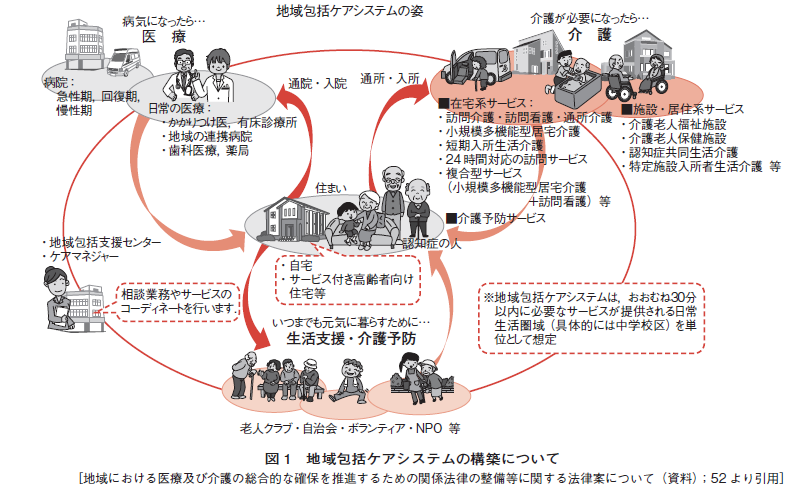 地域包括ケアシステムの姿
病気になったら…
医 療
病院：
急性期，回復期，
慢性期
日常の医療：
・かかりつけ医，有床診療所
・地域の連携病院
・歯科医療，薬局
通院・入院
通所・入所
介護が必要になったら…
介 護
■在宅系サービス：
・訪問介護・訪問看護・通所介護
・小規模多機能型居宅介護
・短期入所生活介護
・24時間対応の訪問サービス
・複合型サービス
（小規模多機能型居宅介護
＋訪問看護）等
■介護予防サービス
■施設・居住系サービス
・介護老人福祉施設
・介護老人保健施設
・認知症共同生活介護
・特定施設入所者生活介護 等
住まい
認知症の人
・自宅
・サービス付き高齢者向け
住宅等
・地域包括支援センター
・ケアマネジャー
相談業務やサービスの
コーディネートを行います．
いつまでも元気に暮らすために…
生活支援・介護予防
老人クラブ・自治会・ボランティア・NPO 等
※地域包括ケアシステムは，おおむね30分
以内に必要なサービスが提供される日常
生活圏域（具体的には中学校区）を単
位として想定
図1 地域包括ケアシステムの構築について
［地域における医療及び介護の総合的な確保を推進するための関係法律の整備等に関する法律案について（資料）；52より引用］